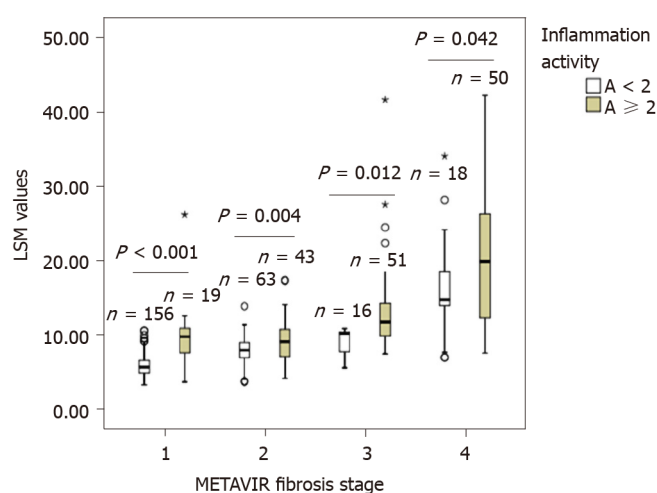 50.00
40.00
30.00
20.00
10.00
0.00
LSM values
P = 0.042
n = 50
P = 0.012
n = 18
P = 0.004
n = 43
n = 51
P < 0.001
n = 63
n = 19
n = 156
n = 16
1 2 3 4
METAVIR fibrosis stage
Inflammation
activity
A < 2
A ⩾ 2